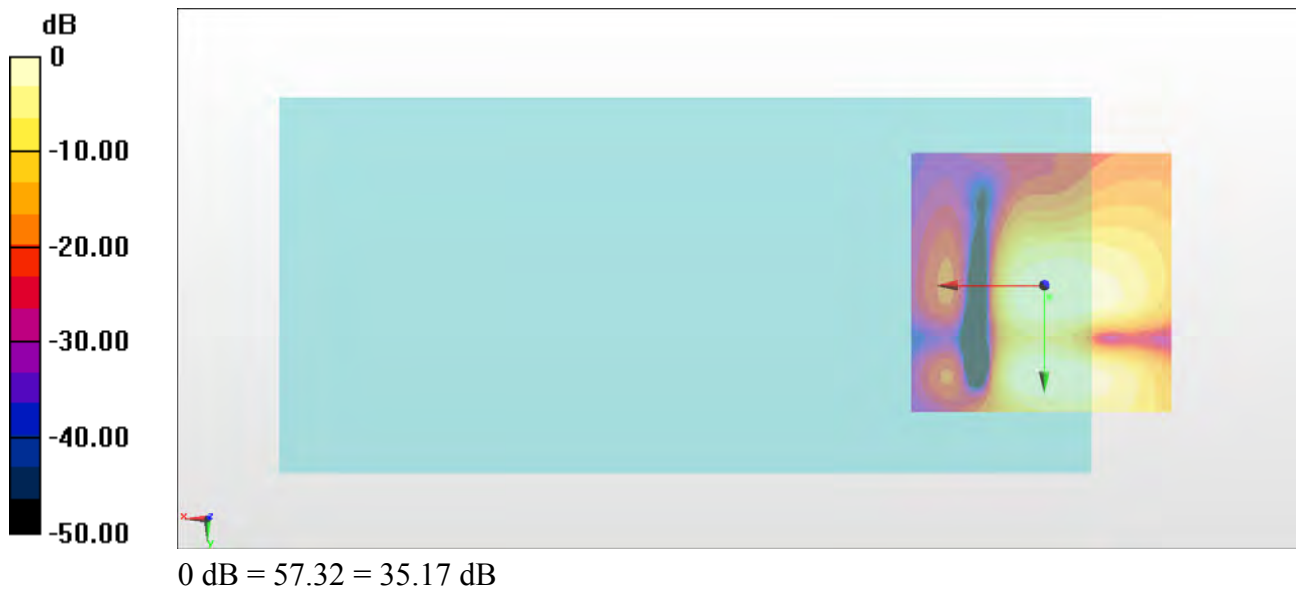 dB
0
-10.00
-20.00
-30.00
-40.00
-50.00
x
z
y
0 dB = 57.32 = 35.17 dB